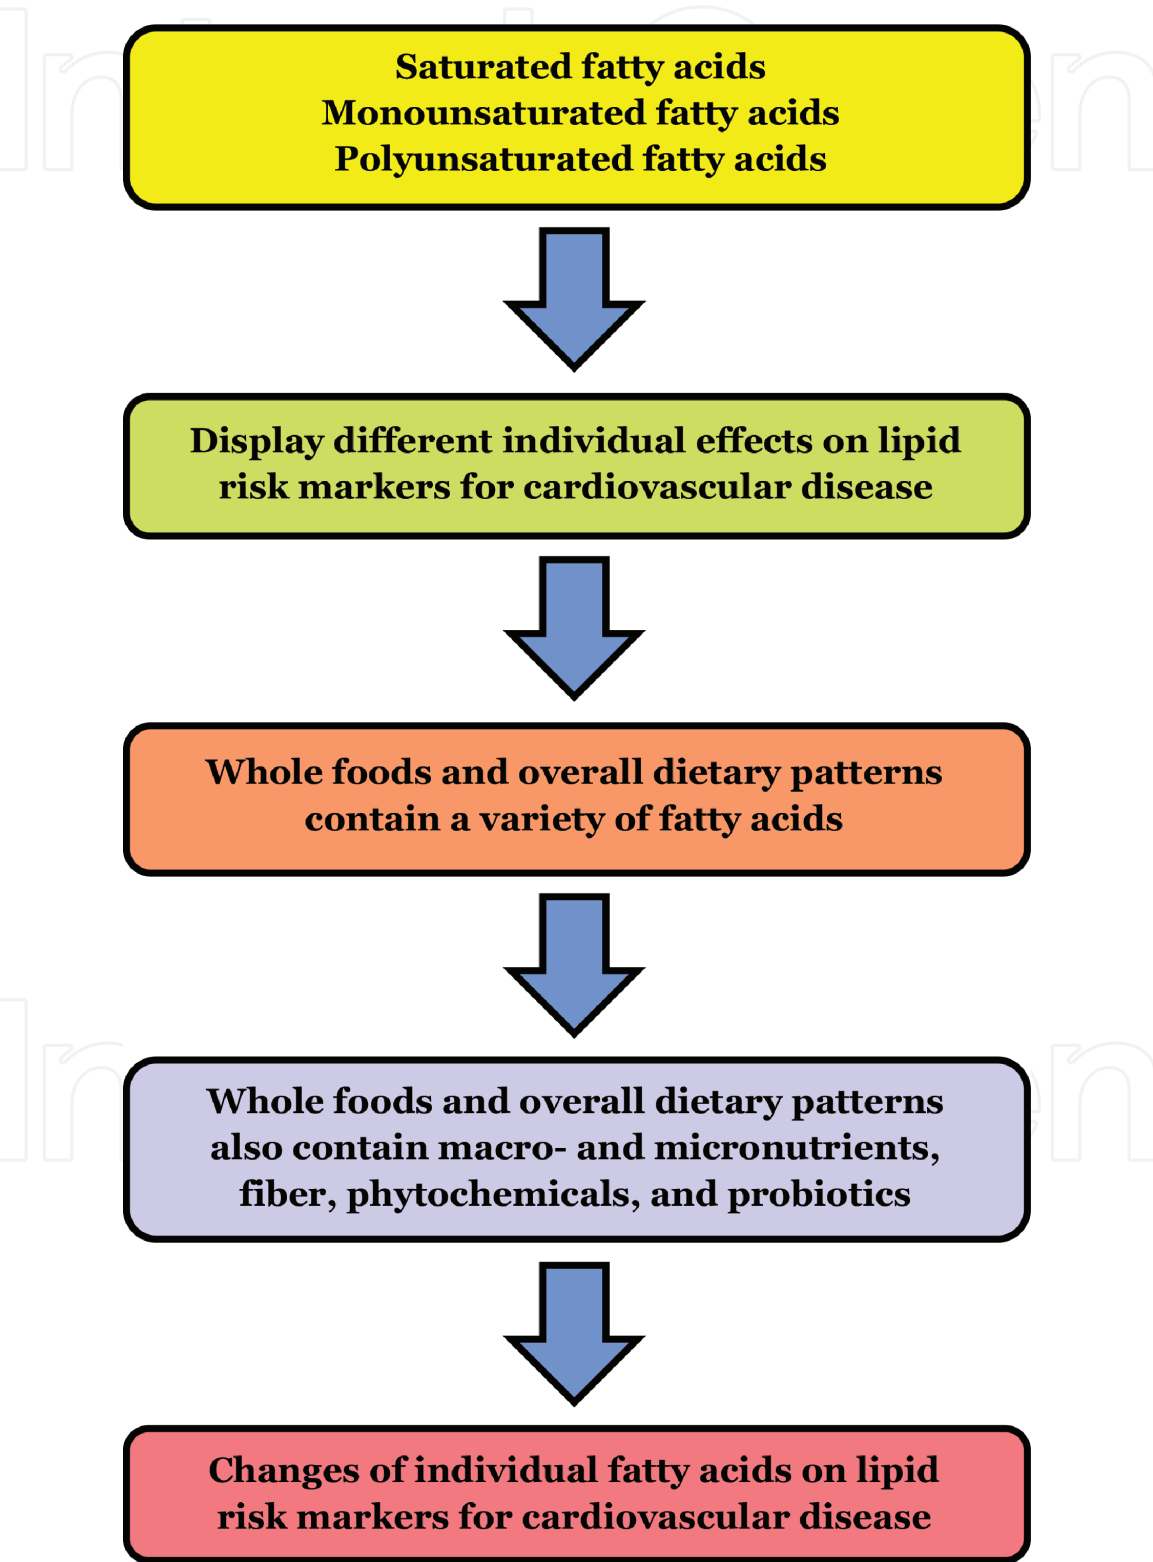 Saturated fatty acids
Monounsaturated fatty acids
Polyunsaturated fatty acids
Display different individual effects on lipid
risk markers for cardiovascular disease
Whole foods and overall dietary patterns
contain a variety of fatty acids
Whole foods and overall dietary patterns
also contain macro- and micronutrients,
fiber, phytochemicals, and probiotics
Changes of individual fatty acids on lipid
risk markers for cardiovascular disease